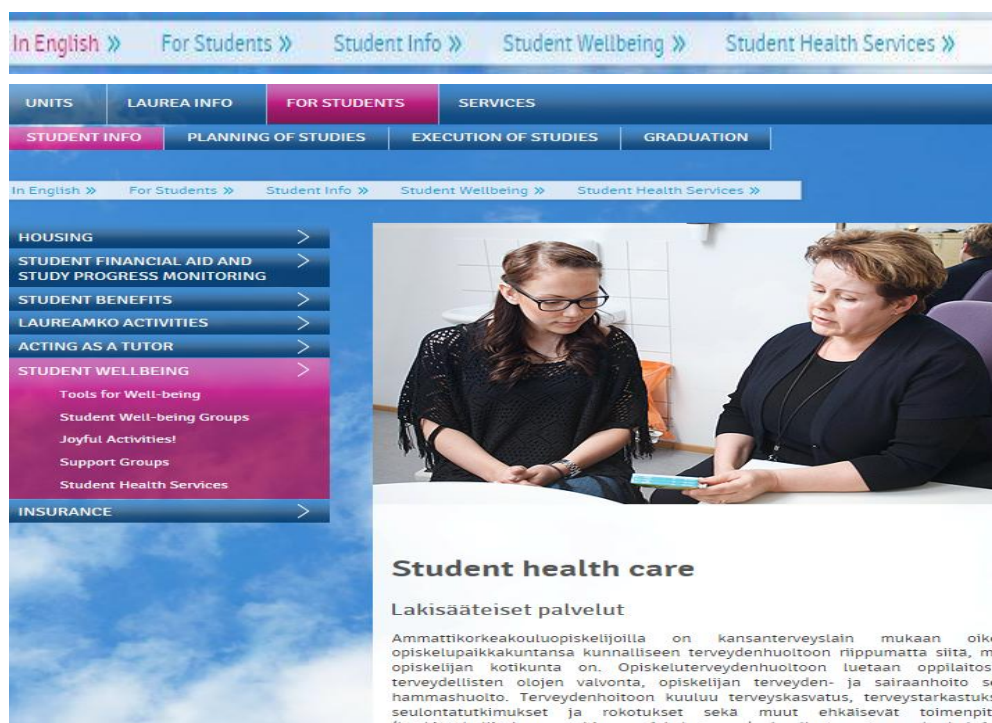 In English » For Students » Student Info » Student Wellbeing » Student Health Services »
UNITS LAUREA INFO FOR STUDENTS SERVICES
STUDENT INFO PLANNING OF STUDIES EXECUTION OF STUDIES GRADUATION
In English » For Students » Student Info » Student Wellbeing » Student Health Services »
HOUSING >
STUDENT FINANCIAL AID AND >
STUDY PROGRESS MONITORING
STUDENT BENEFITS >
LAUREAMKO ACTIVITIES >
ACTING AS A TUTOR >
STUDENT WELLBEING >
Tools for Well-being
Student Well-being Groups
Joyful Activities!
Support Groups
Student Health Services
INSURANCE >
Student health care
Lakisääteiset palvelut
Ammattikorkeakouluopiskelijoilla on kansanterveyslain mukaan
opiskelupaikkakuntansa kunnalliseen terveydenhuoltoon riippumatta siitä,
opiskelijan kotikunta on. Opiskeluterveydenhuoltoon luetaan
terveydellisten olojen valvonta, opiskelijan terveyden- ja sairaanhoito
hammashuolto. Terveydenhoitoon kuuluu terveyskasvatus,
seulontatutkimukset ja rokotukset sekä muut ehkäisevät